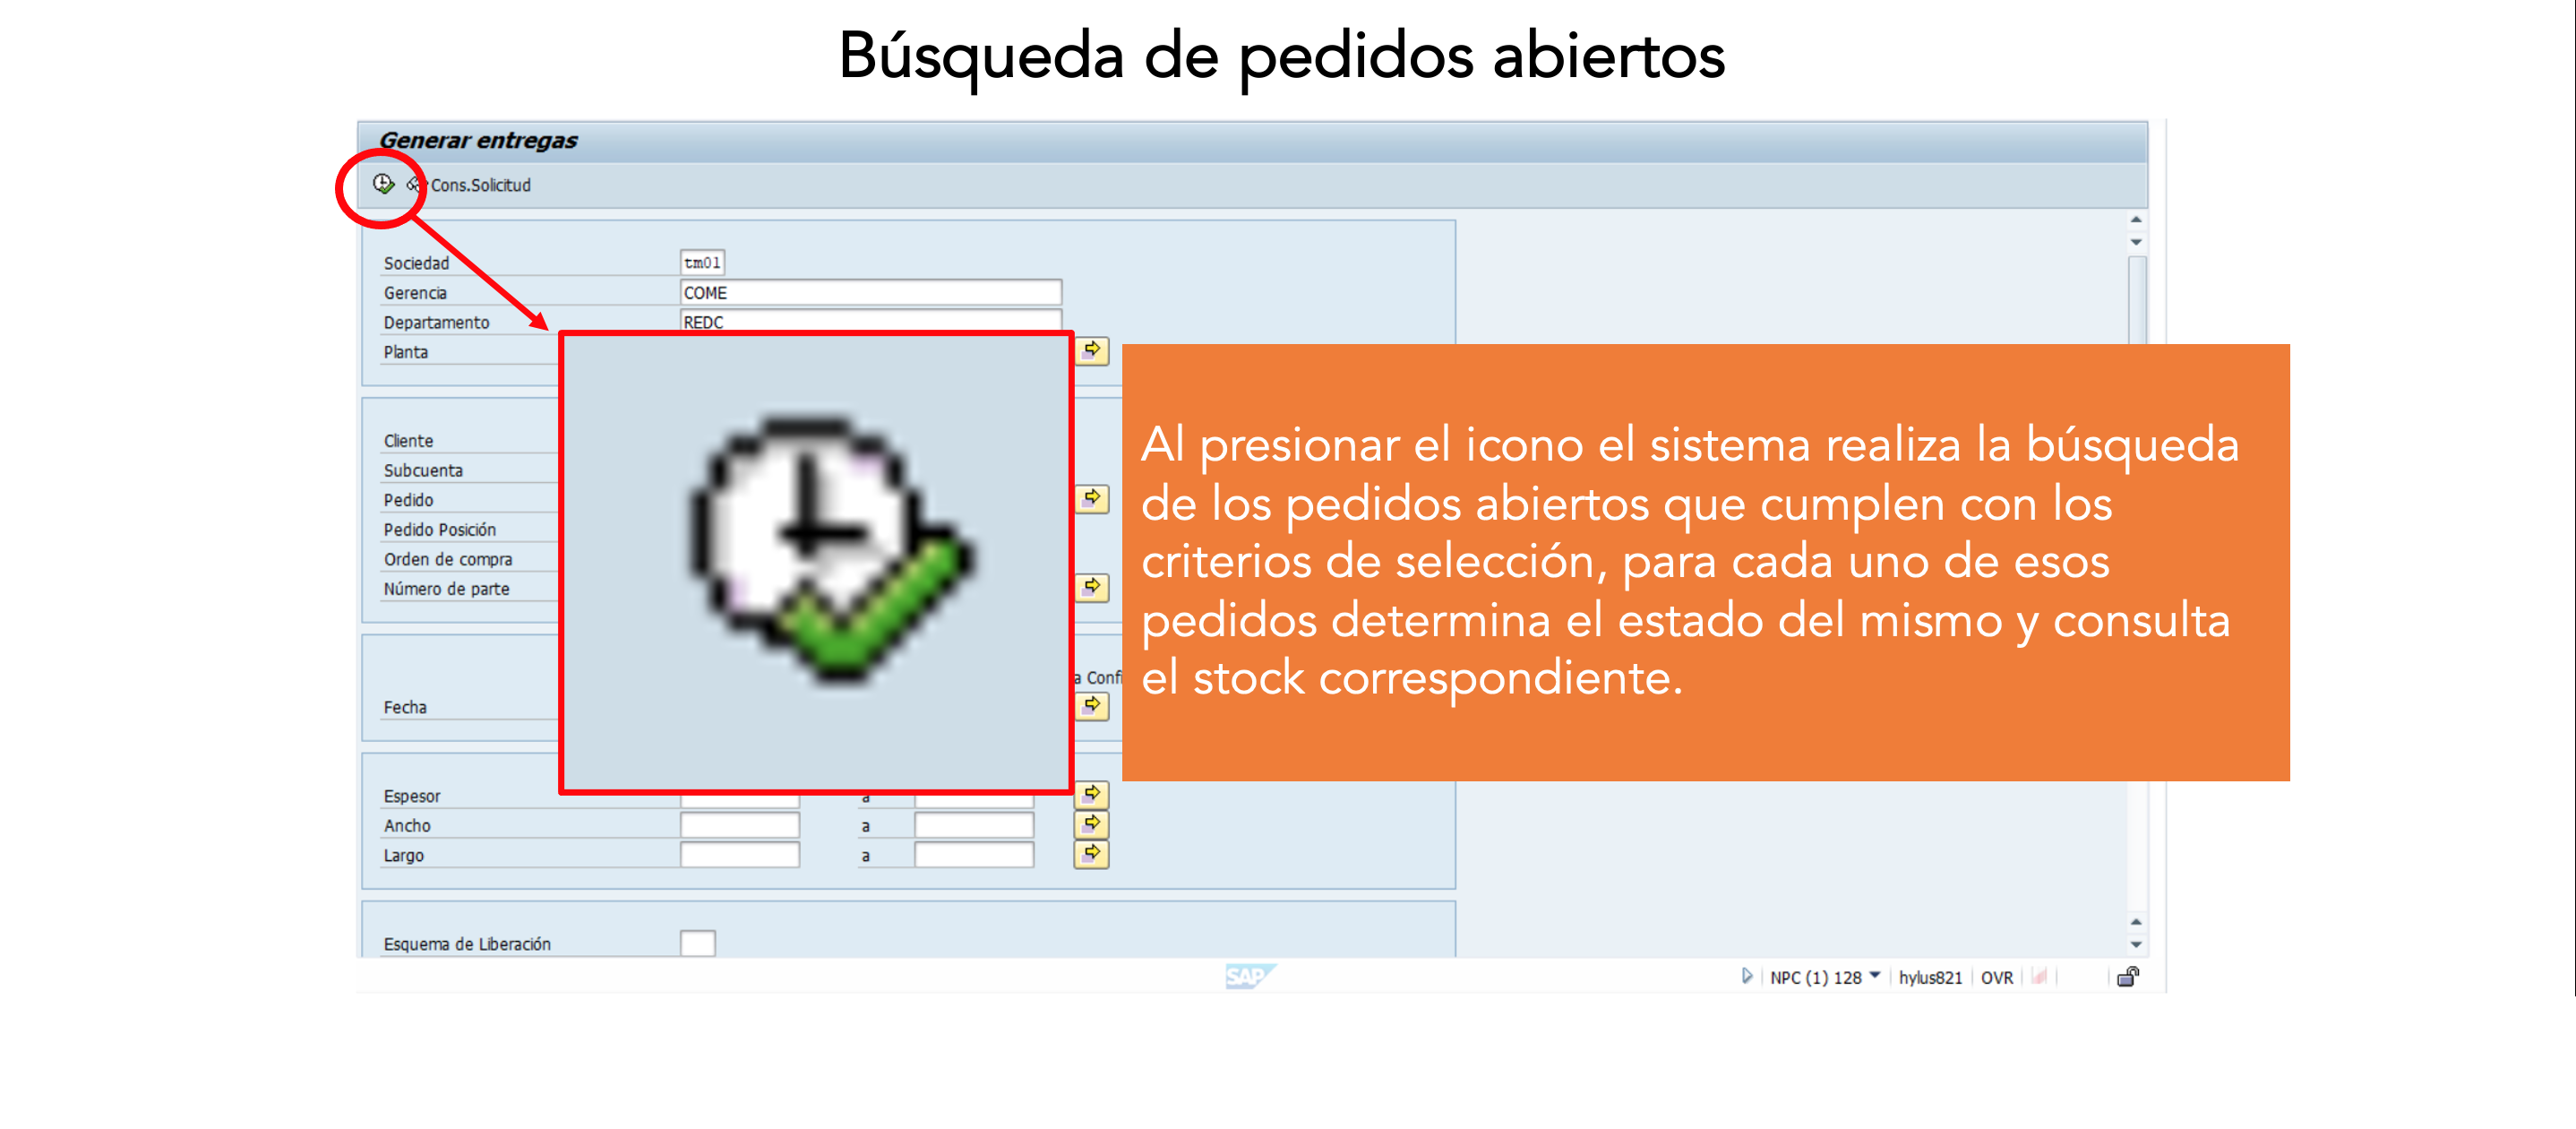 Búsqueda de pedidos abiertos
Generar entregas
Cons.Solicitud
Sociedad tm01
Gerencia COME
Departamento REDC
Planta
Cliente
Subcuenta
Pedido
Pedido Posición
Orden de compra
Número de parte
a Confi
Fecha
Al presionar el icono el sistema realiza la búsqueda
de los pedidos abiertos que cumplen con los
criterios de selección, para cada uno de esos
pedidos determina el estado del mismo y consulta
el stock correspondiente.
Espesor a
Ancho a
Largo a
Esquema de Liberación
SAP
NPC (1) 128 hylus821 OVR